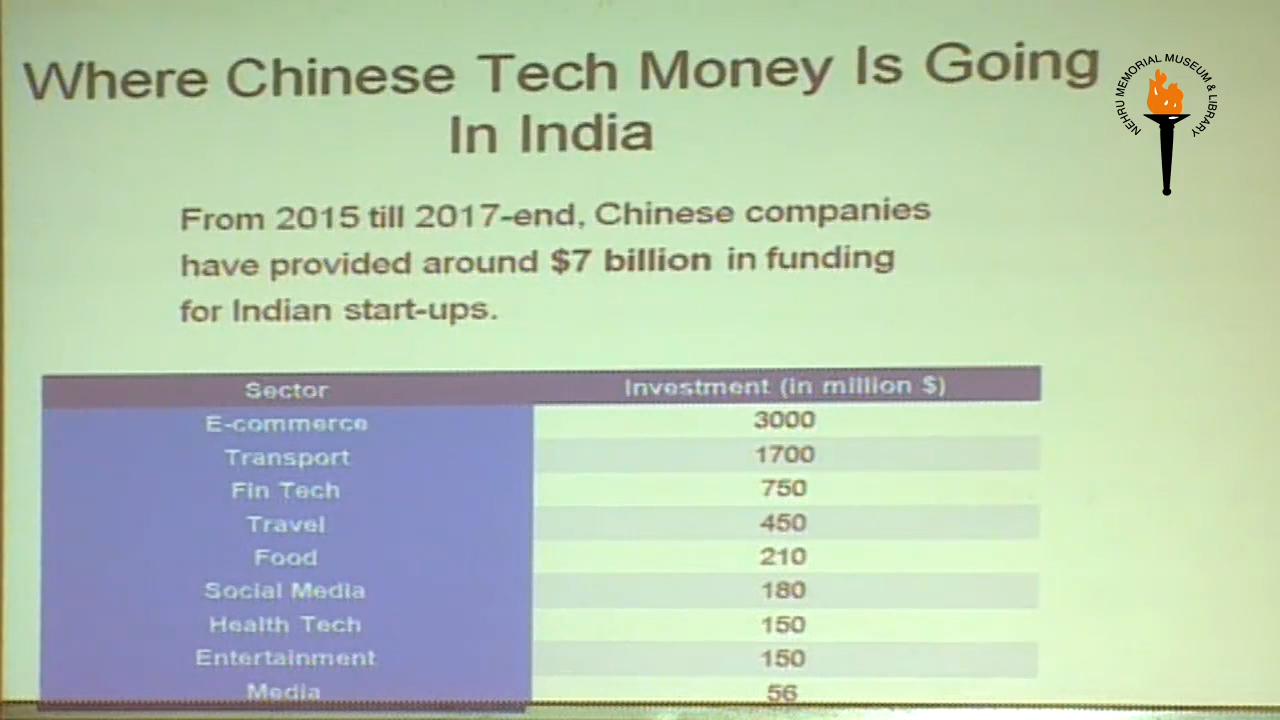 Where Chinese Tech Money Is Going
In India
NEHRU MEMORIAL MUSEUM & LIBRARY
From 2015 till 2017-end, Chinese companies
have provided around $7 billion in funding
for Indian start-ups.
Sector Investment (in million $)
E-commerce 3000
Transport 1700
Fin Tech 750
Travel 450
Food 210
Social Media 180
Health Tech 150
Entertainment 150
Media 56